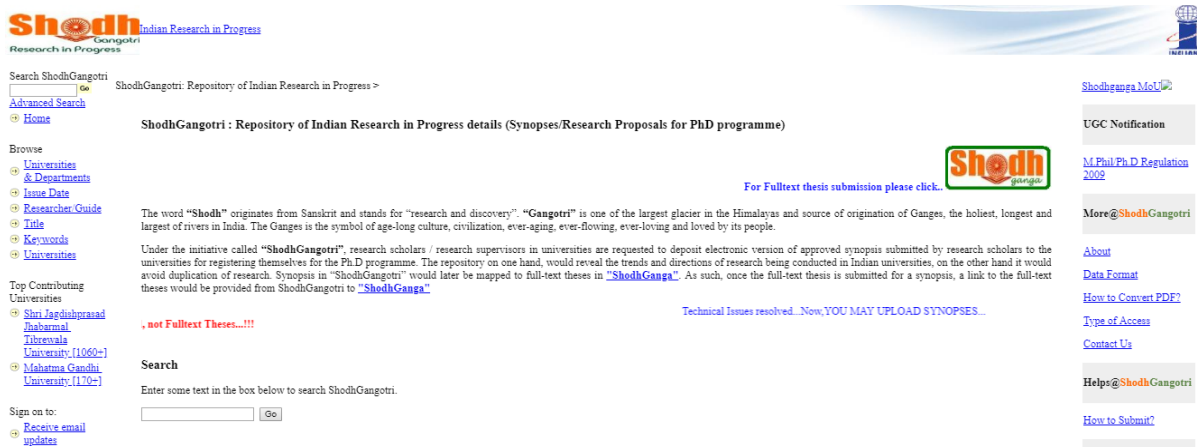 Shodh
Gangotri
Research in Progress
Indian Research in Progress
Search ShodhGangotri
Go
Advanced Search
Home
Browse
Universities
& Departments
Issue Date
Researcher/Guide
Title
Keywords
Universities
Top Contributing
Universities
Shri Jagdishprasad
Jhabarmal
Tibrewala
University [1060+]
Mahatma Gandhi
University [170+]
Sign on to:
Receive email
updates
ShodhGangotri: Repository of Indian Research in Progress >
ShodhGangotri : Repository of Indian Research in Progress details (Synopses/Research Proposals for PhD programme)
For Fulltext thesis submission please click..
Shodh
ganga
The word “Shodh” originates from Sanskrit and stands for “research and discovery”. “Gangotri” is one of the largest glacier in the Himalayas and source of origination of Ganges, the holiest, longest and
largest of rivers in India. The Ganges is the symbol of age-long culture, civilization, ever-aging, ever-flowing, ever-loving and loved by its people.
Under the initiative called “ShodhGangotri”, research scholars / research supervisors in universities are requested to deposit electronic version of approved synopsis submitted by research scholars to the
universities for registering themselves for the Ph.D programme. The repository on one hand, would reveal the trends and directions of research being conducted in Indian universities, on the other hand it would
avoid duplication of research. Synopsis in “ShodhGangotri” would later be mapped to full-text theses in "ShodhGanga". As such, once the full-text thesis is submitted for a synopsis, a link to the full-text
theses would be provided from ShodhGangotri to "ShodhGanga"
Technical Issues resolved...Now,YOU MAY UPLOAD SYNOPSES...
, not Fulltext Theses...!!!
Search
Enter some text in the box below to search ShodhGangotri.
Go
Shodhganga MoU
UGC Notification
M.Phil/Ph.D Regulation
2009
More@ShodhGangotri
About
Data Format
How to Convert PDF?
Type of Access
Contact Us
Helps@ShodhGangotri
How to Submit?